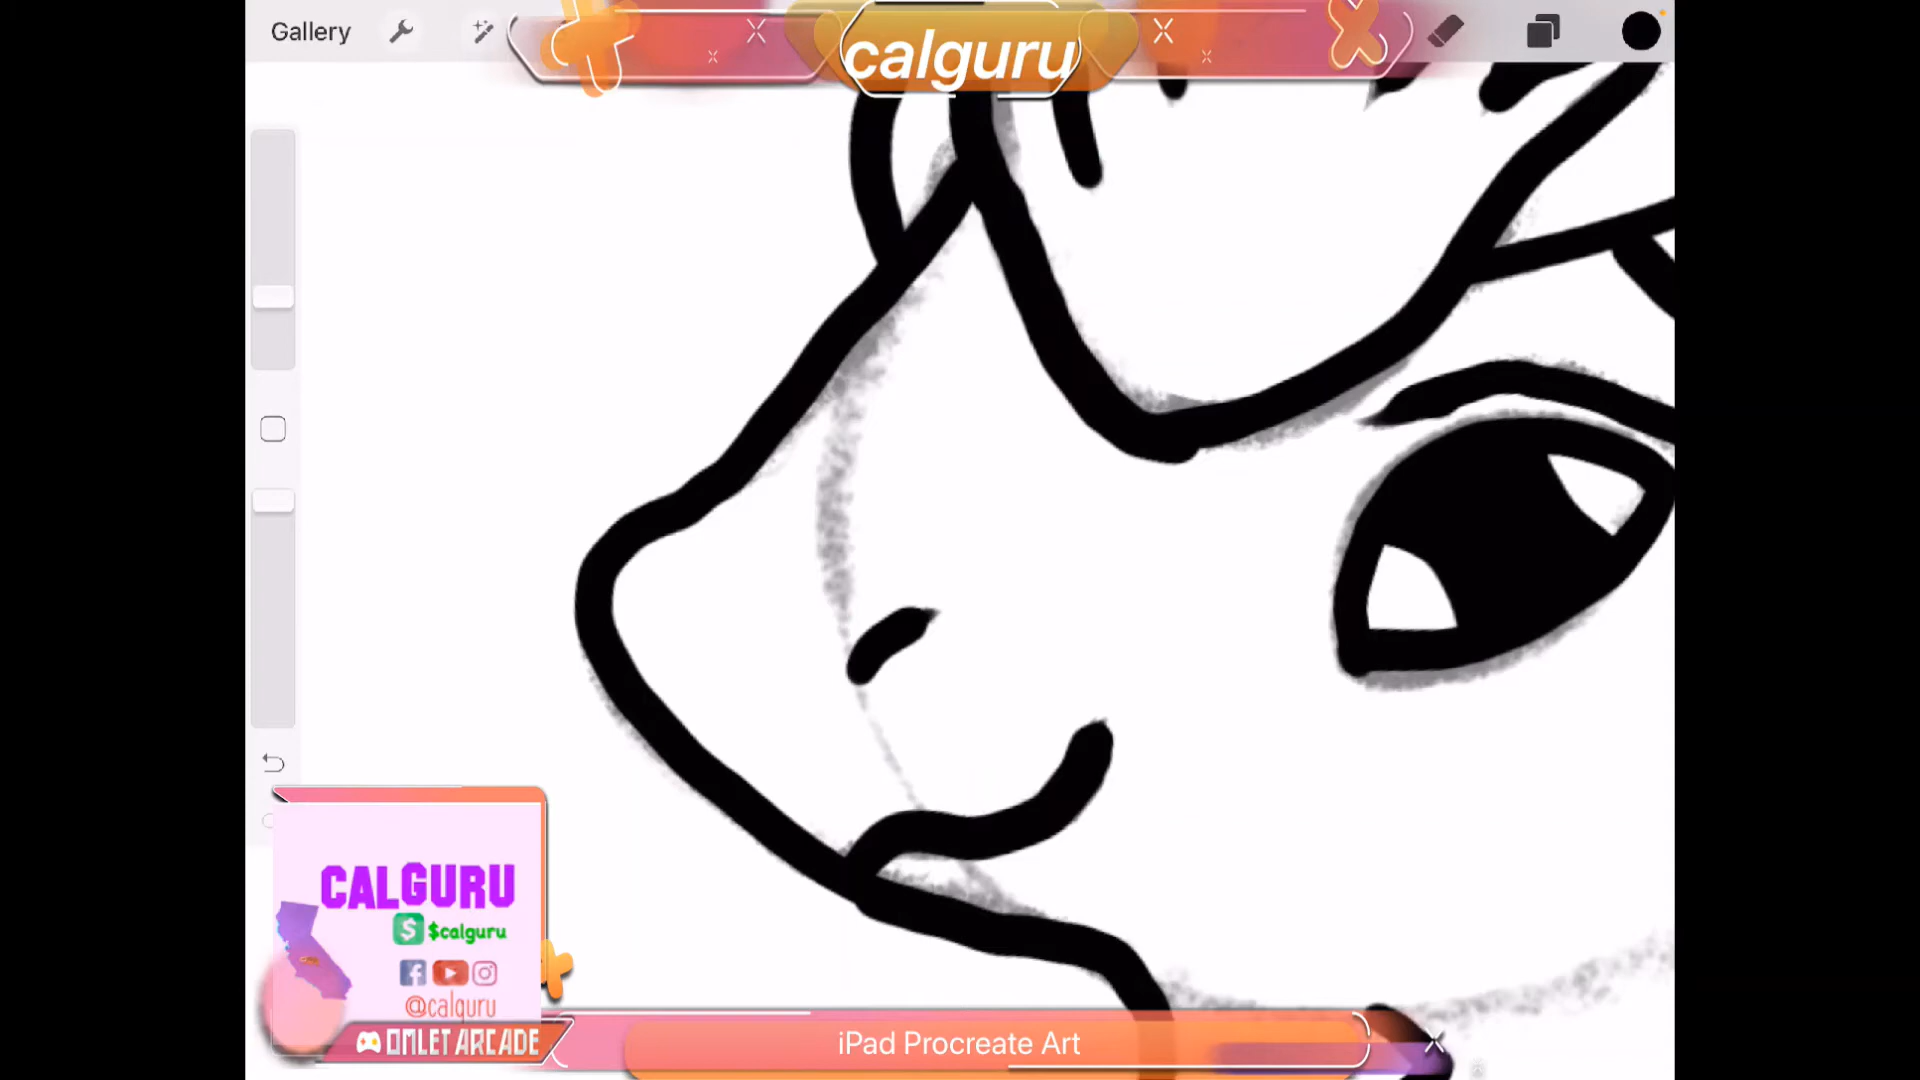 Gallery
calguru
CALGURU
$ $calguru
@calguru
OMLET ARCADE
iPad Procreate Art